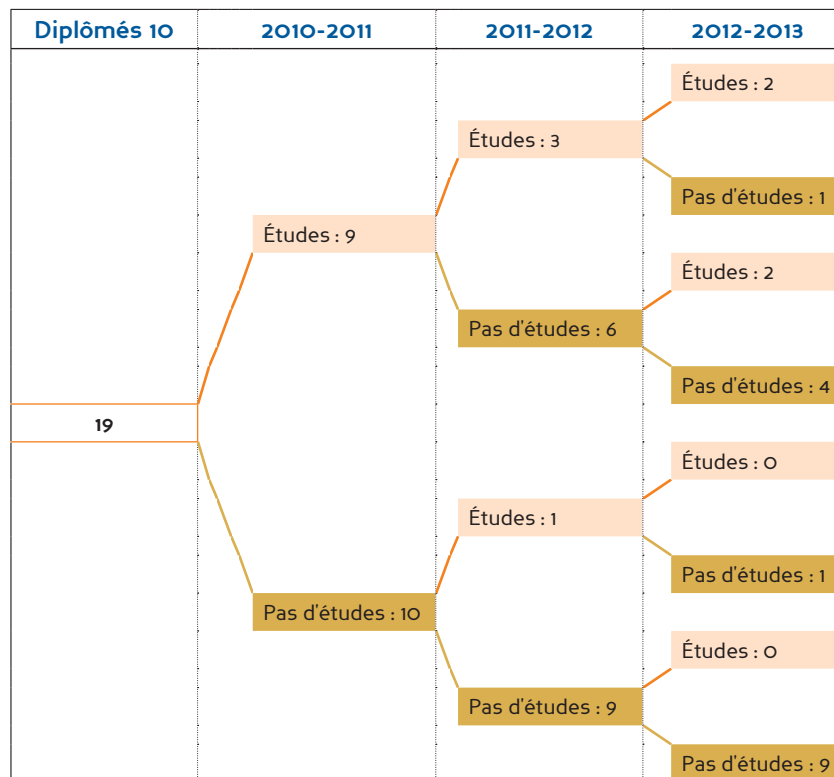 Diplômés 10 2010-2011 2011-2012 2012-2013
Études : 2
Études : 3
Pas d'études : 1
Études : 9
Études : 2
Pas d'études : 6
Pas d'études : 4
19
Études : 0
Études : 1
Pas d'études : 1
Pas d'études : 10
Études : 0
Pas d'études : 9
Pas d'études : 9